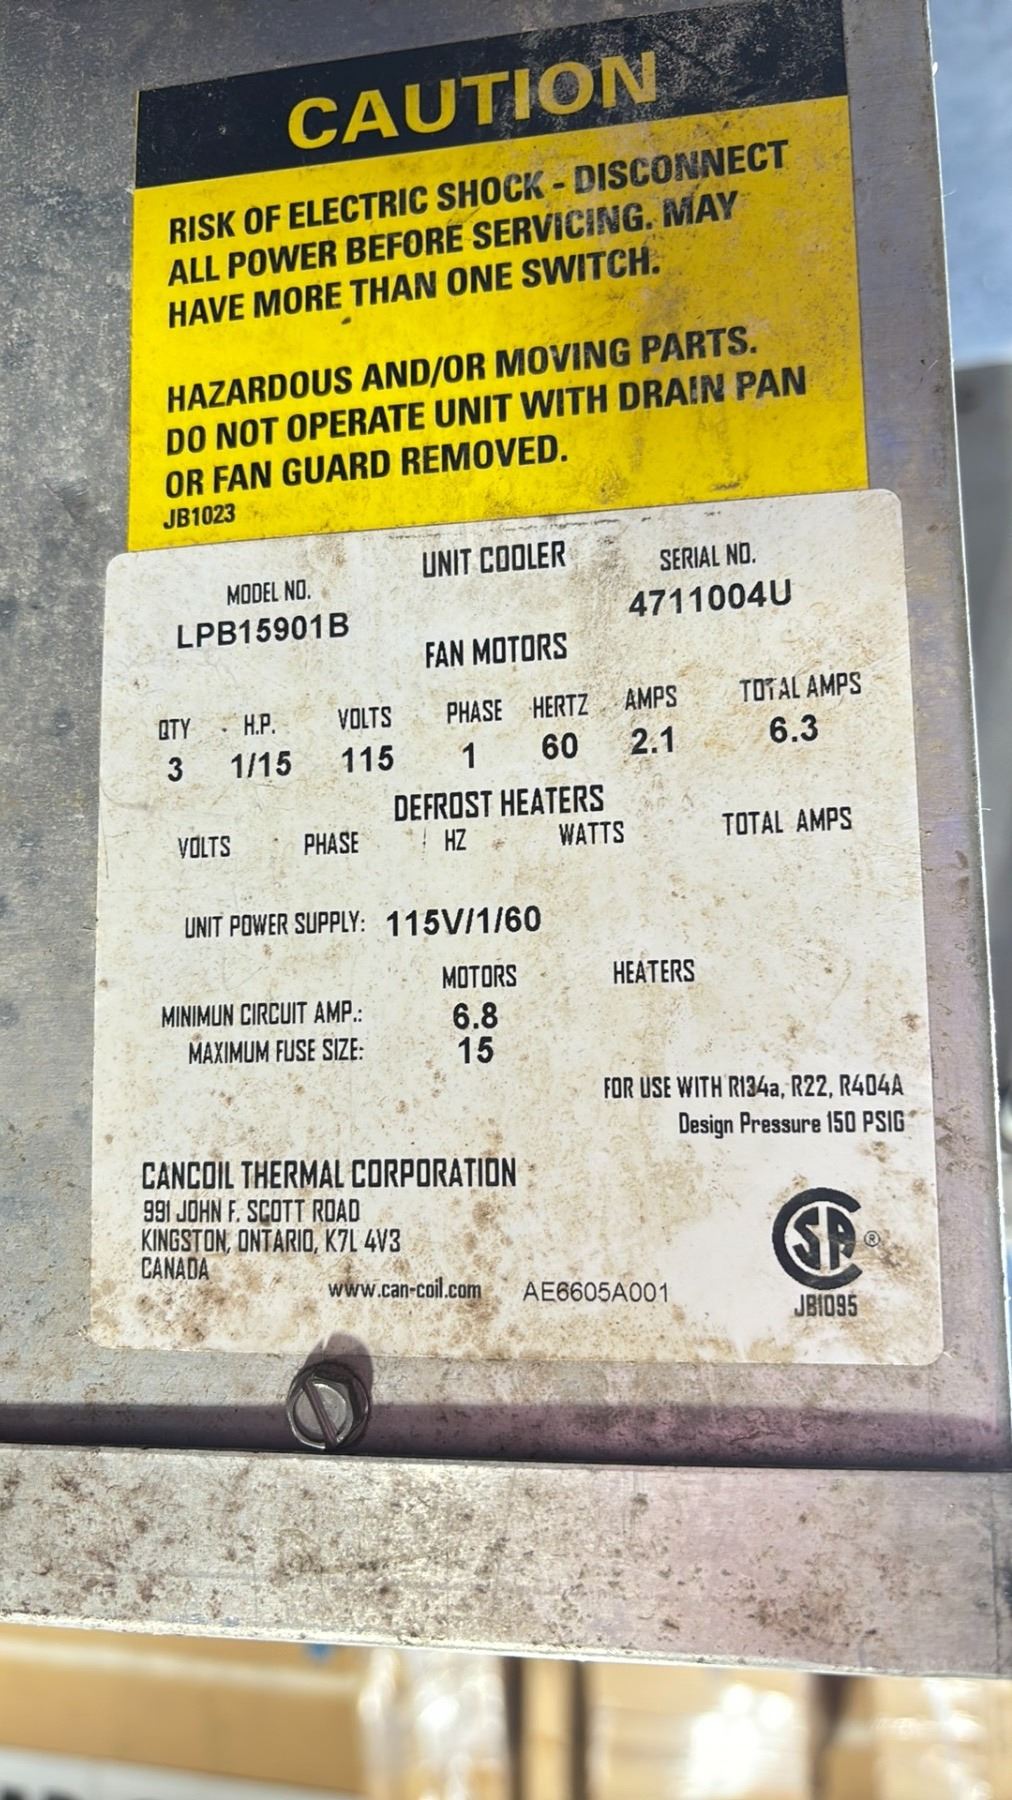 CAUTION
RISK OF ELECTRIC SHOCK - DISCONNECT
ALL POWER BEFORE SERVICING. MAY
HAVE MORE THAN ONE SWITCH.
HAZARDOUS AND/OR MOVING PARTS.
DO NOT OPERATE UNIT WITH DRAIN PAN
OR FAN GUARD REMOVED.
JB1023
UNIT COOLER
MODEL NO. SERIAL NO.
LPB15901B 4711004U
FAN MOTORS
QTY H.P. VOLTS PHASE HERTZ AMPS TOTAL AMPS
3 1/15 115 1 60 2.1 6.3
DEFROST HEATERS
VOLTS PHASE HZ WATTS TOTAL AMPS
UNIT POWER SUPPLY: 115V/1/60
MOTORS HEATERS
MINIMUN CIRCUIT AMP.: 6.8
MAXIMUM FUSE SIZE: 15
FOR USE WITH R134a, R22, R404A
Design Pressure 150 PSIG
CANCOIL THERMAL CORPORATION
991 JOHN F. SCOTT ROAD
KINGSTON, ONTARIO, K7L 4V3
CANADA
www.can-coil.com AE6605A001
SA ®
JB1095